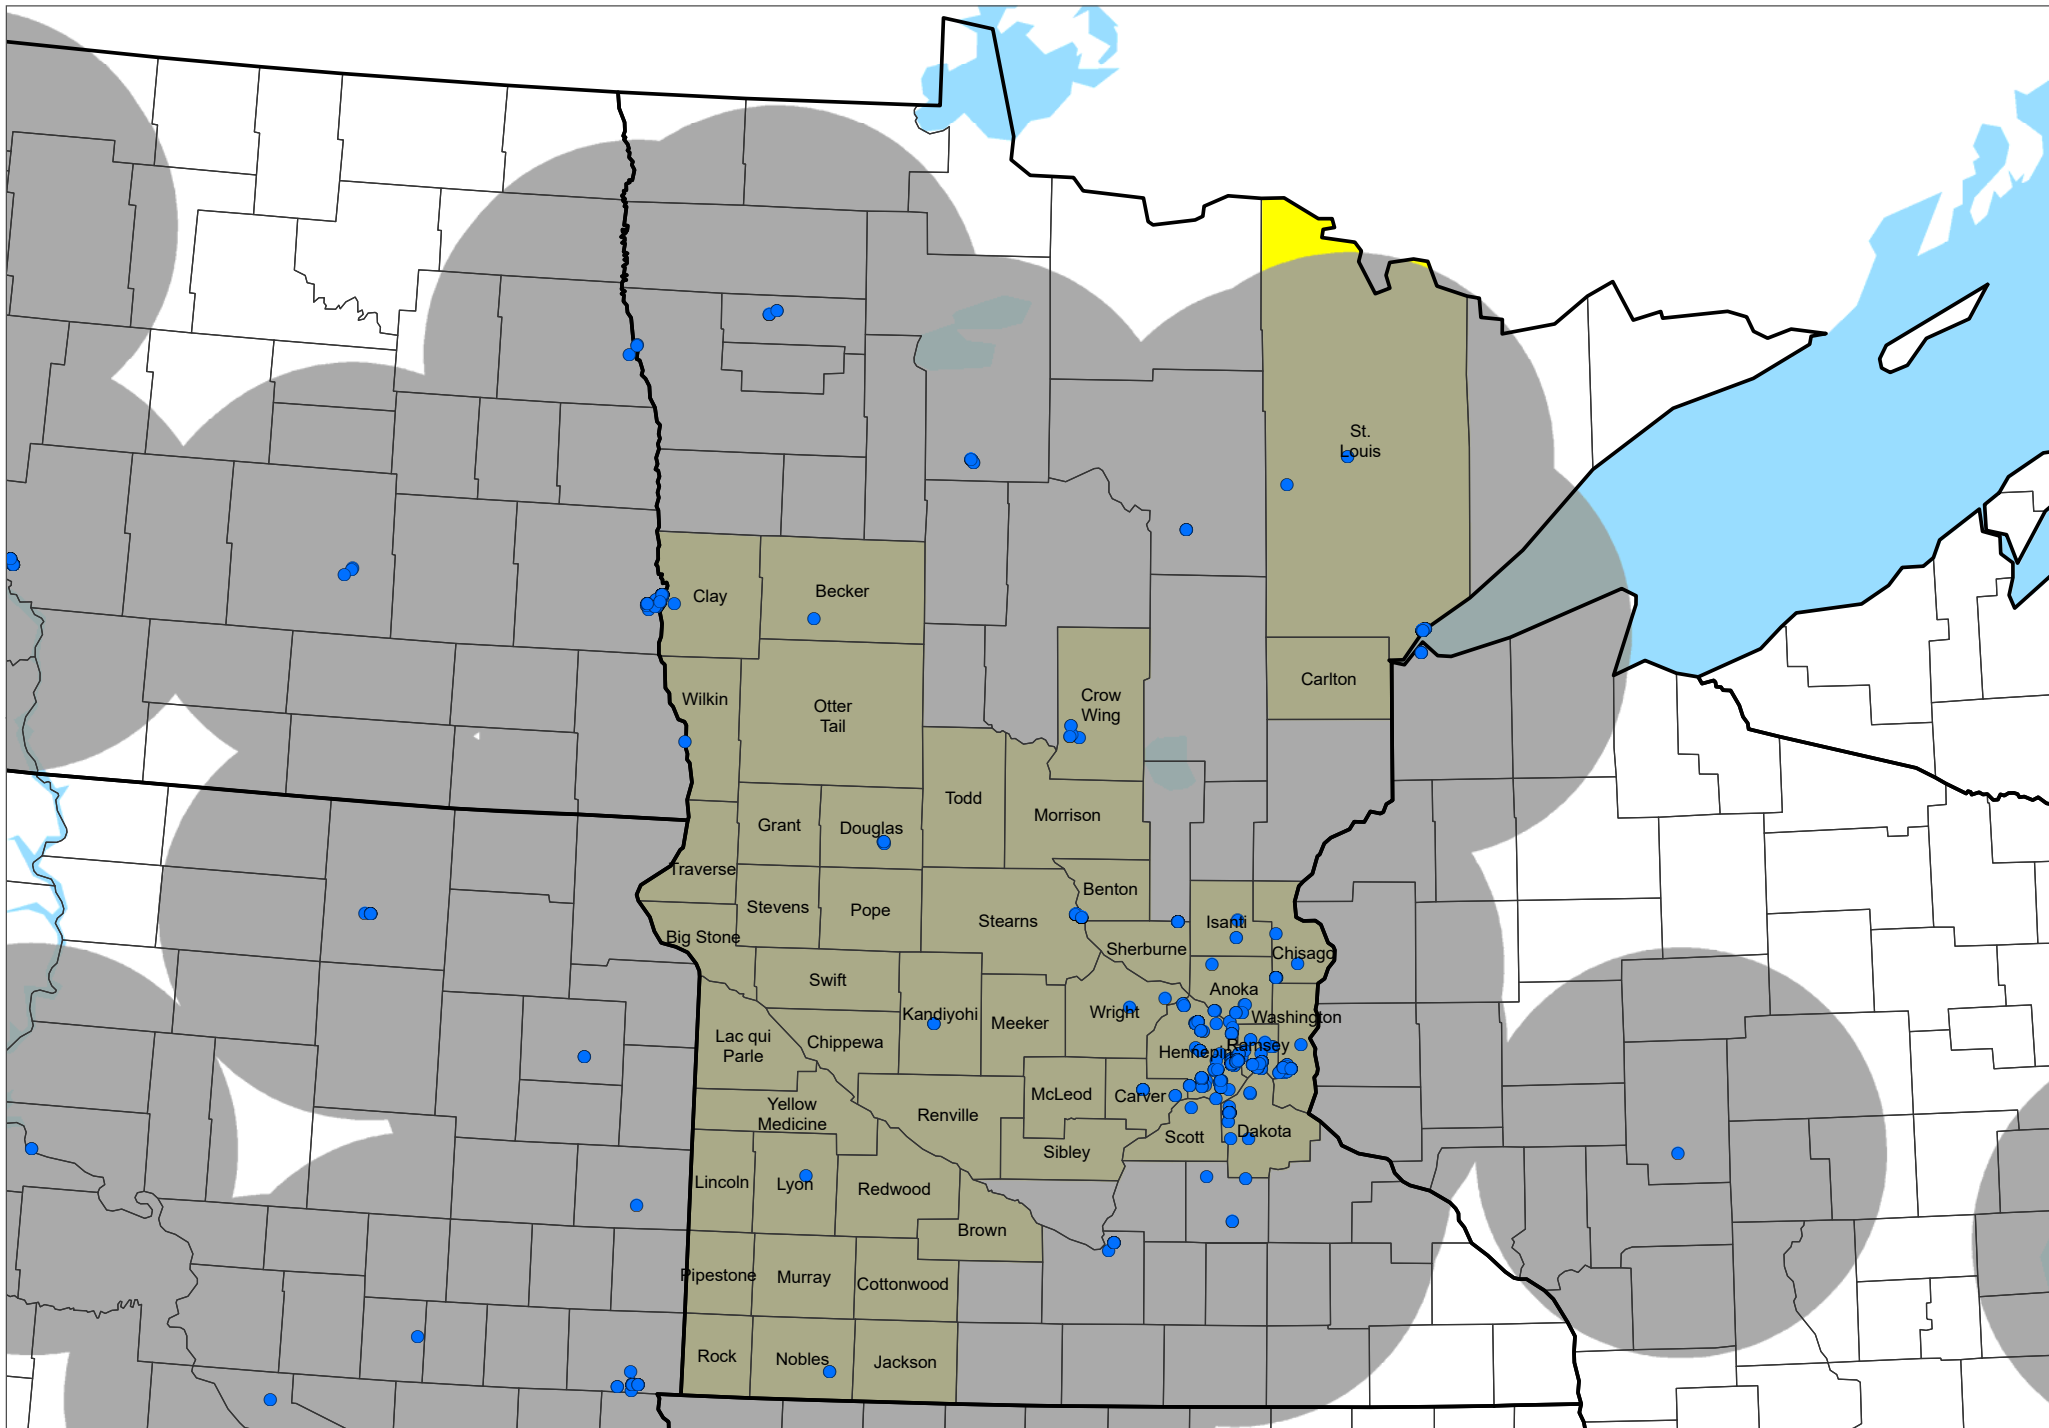 St.
Louis
Clay
Becker
Carlton
Wilkin
Otter
Tail
Crow
Wing
Todd
Morrison
Grant
Douglas
Traverse
Benton
Stevens
Pope
Stearns
Isanti
Big Stone
Sherburne
Chisago
Swift
Anoka
Kandiyohi
Meeker
Wright
Washington
Lac qui
Parle
Chippewa
Hennepin
Ramsey
McLeod
Carver
Yellow
Medicine
Renville
Scott
Dakota
Sibley
Lincoln
Lyon
Redwood
Brown
Pipestone
Murray
Cottonwood
Rock
Nobles
Jackson